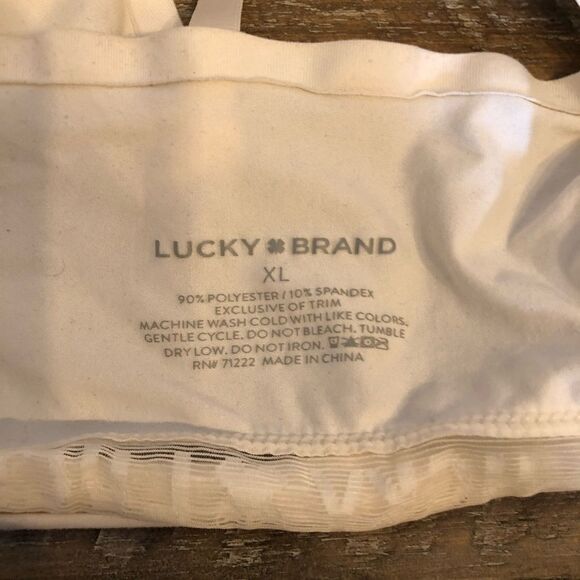 LUCKY BRAND
XL
90% POLYESTER / 10% SPANDEX
EXCLUSIVE OF TRIM
MACHINE WASH COLD WITH LIKE COLORS.
GENTLE CYCLE. DO NOT BLEACH. TUMBLE
DRY LOW. DO NOT IRON.
RN# 71222 MADE IN CHINA